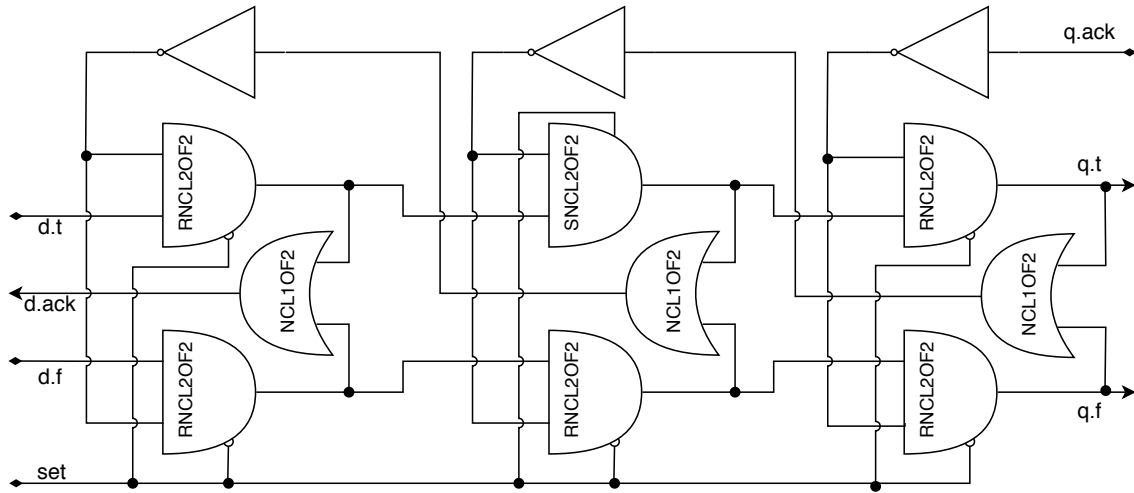 q.ack
RNCL2OF2
SNCL2OF2
RNCL2OF2
q.t
d.t
NCL1OF2
NCL1OF2
NCL1OF2
d.ack
RNCL2OF2
RNCL2OF2
RNCL2OF2
d.f
q.f
set